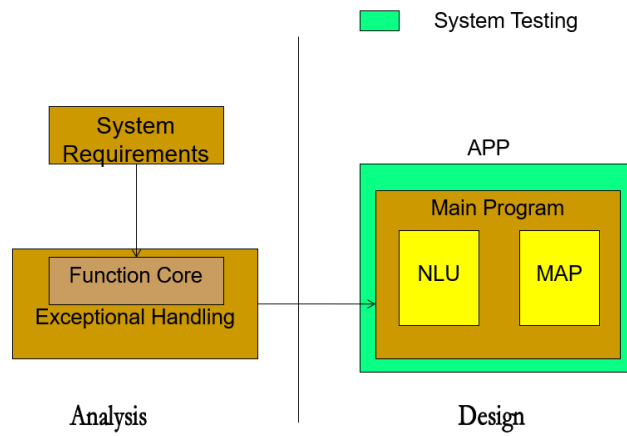 System Testing
System
Requirements
APP
Main Program
Function Core
NLU
MAP
Exceptional Handling
Analysis
Design